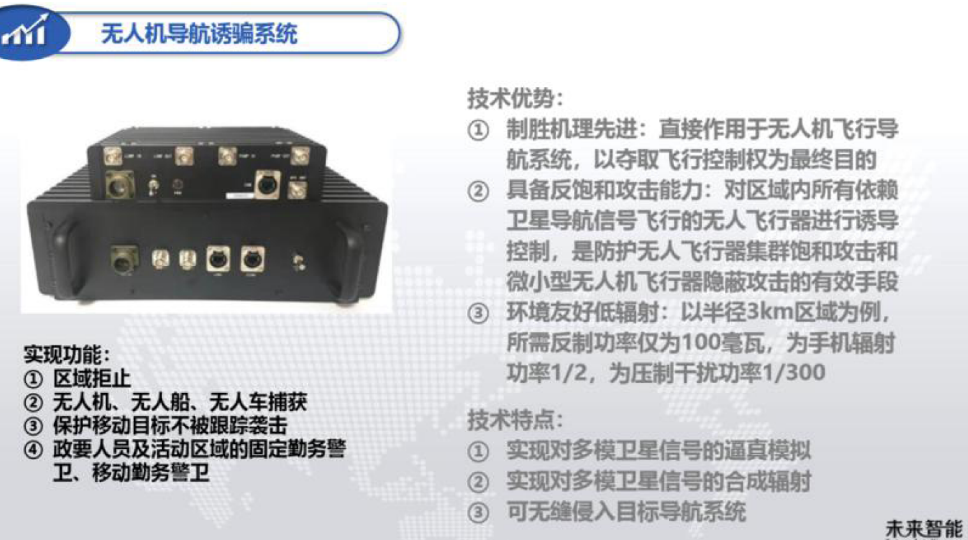 无人机导航诱骗系统
实现功能：
① 区域拒止
② 无人机、无人船、无人车捕获
③ 保护移动目标不被跟踪袭击
④ 政要人员及活动区域的固定勤务警
卫、移动勤务警卫
技术优势：
① 制胜机理先进：直接作用于无人机飞行导
航系统，以夺取飞行控制权为最终目的
② 具备反饱和攻击能力：对区域内所有依赖
卫星导航信号飞行的无人飞行器进行诱导
控制，是防护无人飞行器集群饱和攻击和
微小型无人机飞行器隐蔽攻击的有效手段
③ 环境友好低辐射：以半径3km区域为例，
所需反制功率仅为100毫瓦，为手机辐射
功率1/2，为压制干扰功率1/300
技术特点：
① 实现对多模卫星信号的逼真模拟
② 实现对多模卫星信号的合成辐射
③ 可无缝侵入目标导航系统
未来智能